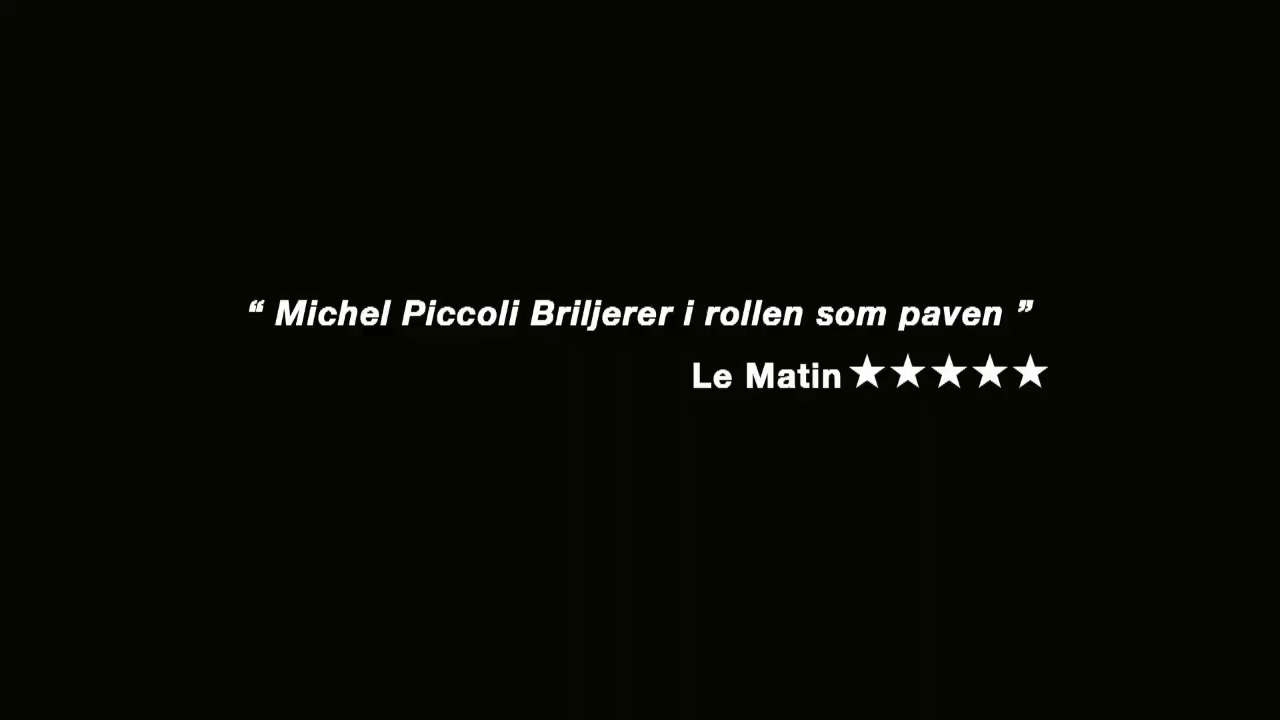 “ Michel Piccoli Briljerer i rollen som paven ”
Le Matin ★★★★★